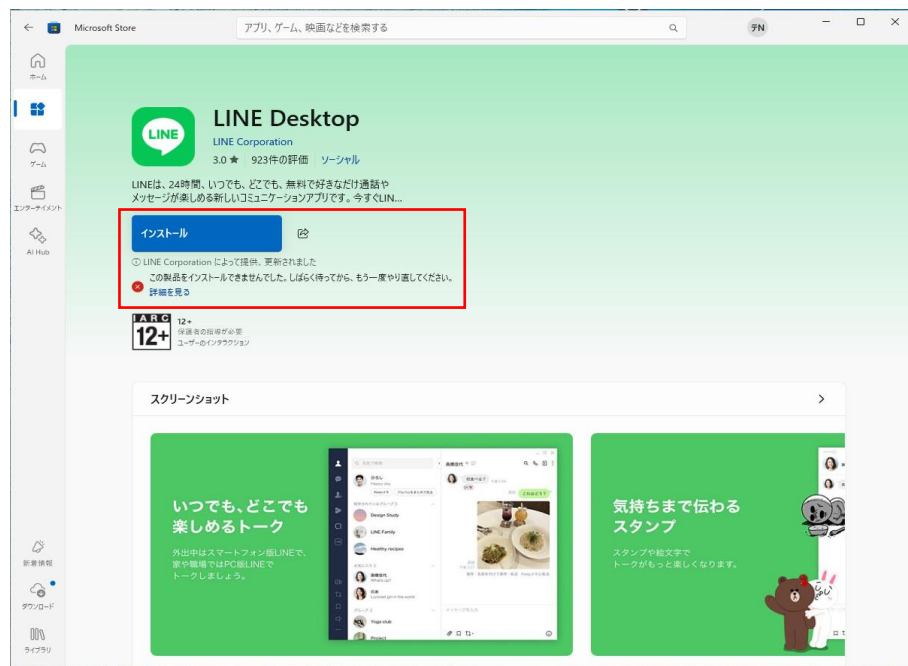 Microsoft Store
アプリ、ゲーム、映画などを検索する
テN
ホーム
ゲーム
エンターテイメント
AI Hub
新着情報
ダウンロード
ライブラリ
LINE
LINE Desktop
LINE Corporation
3.0 ★ 923件の評価 ソーシャル
LINEは、24時間、いつでも、どこでも、無料で好きなだけ通話や
メッセージが楽しめる新しいコミュニケーションアプリです。今すぐLIN...
インストール
LINE Corporation によって提供、更新されました
この製品をインストールできませんでした。しばらく待ってから、もう一度やり直してください。
詳細を見る
IARC
12+
12+
保護者の指導が必要
ユーザーのインタラクション
スクリーンショット
いつでも、どこでも
楽しめるトーク
外出中はスマートフォン版LINEで、
家や職場ではPC版LINEで
トークしましょう。
Design Study
LINE Family
Healthy recipes
Yoga club
Project
気持ちまで伝わる
スタンプ
スタンプや絵文字で
トークがもっと楽しくなります。